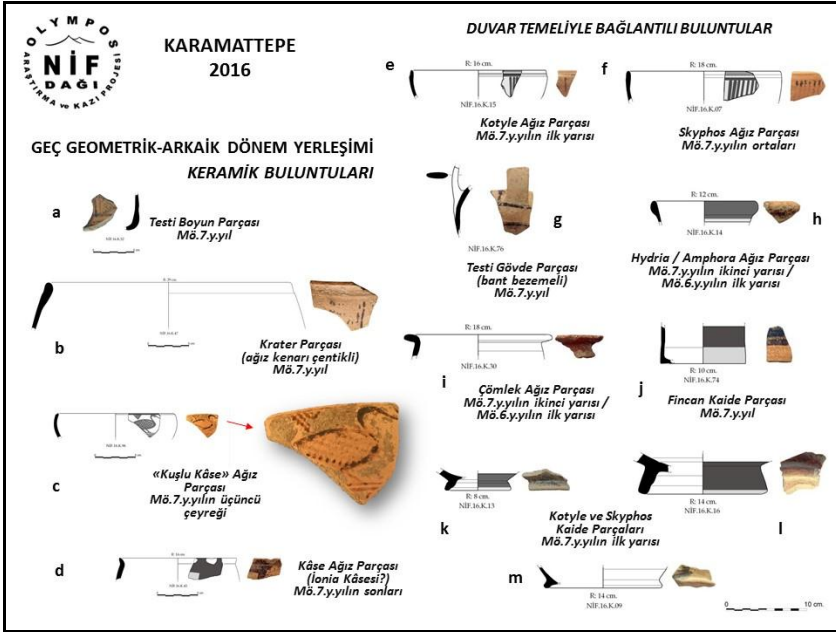 OLYMPOS
NİF
DAĞI
ARAŞTIRMA ve KAZI PROJESİ
KARAMATTEPE
2016
GEÇ GEOMETRİK-ARKAİK DÖNEM YERLEŞİMİ
KERAMİK BULUNTULARI
a
Testi Boyun Parçası
Mö.7.y.yıl
b
Krater Parçası
(ağız kenarı çentikli)
Mö.7.y.yıl
c
«Kuşlu Kâse» Ağız
Parçası
Mö.7.y.yılın üçüncü
çeyreği
d
Kâse Ağız Parçası
(İonia Kâsesi?)
Mö.7.y.yılın sonları
DUVAR TEMELİYLE BAĞLANTILI BULUNTULAR
e
R: 16 cm.
NİF.16.K.15
Kotyle Ağız Parçası
Mö.7.y.yılın ilk yarısı
f
R: 18 cm.
NİF.16.K.07
Skyphos Ağız Parçası
Mö.7.y.yılın ortaları
g
NİF.16.K.76
Testi Gövde Parçası
(bant bezemeli)
Mö.7.y.yıl
R: 12 cm.
h
NİF.16.K.14
Hydria / Amphora Ağız Parçası
Mö.7.y.yılın ikinci yarısı /
Mö.6.y.yılın ilk yarısı
R: 18 cm.
i
NİF.16.K.30
Çömlek Ağız Parçası
Mö.7.y.yılın ikinci yarısı /
Mö.6.y.yılın ilk yarısı
j
R: 10 cm.
NİF.16.K.74
Fincan Kaide Parçası
Mö.7.y.yıl
k
R: 8 cm.
NİF.16.K.13
R: 14 cm.
NİF.16.K.16
l
Kotyle ve Skyphos
Kaide Parçaları
Mö.7.y.yılın ilk yarısı
m
R: 14 cm.
NİF.16.K.09
0 10 cm.